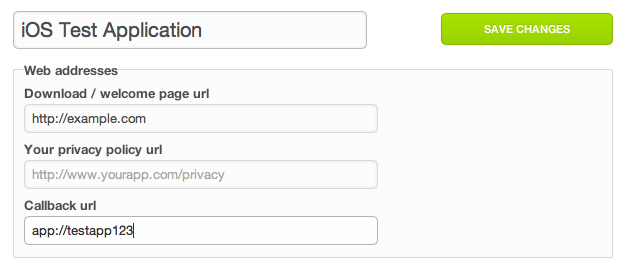 iOS Test Application
SAVE CHANGES
Web addresses
Download / welcome page url
http://example.com
Your privacy policy url
http://www.yourapp.com/privacy
Callback url
app://testapp123